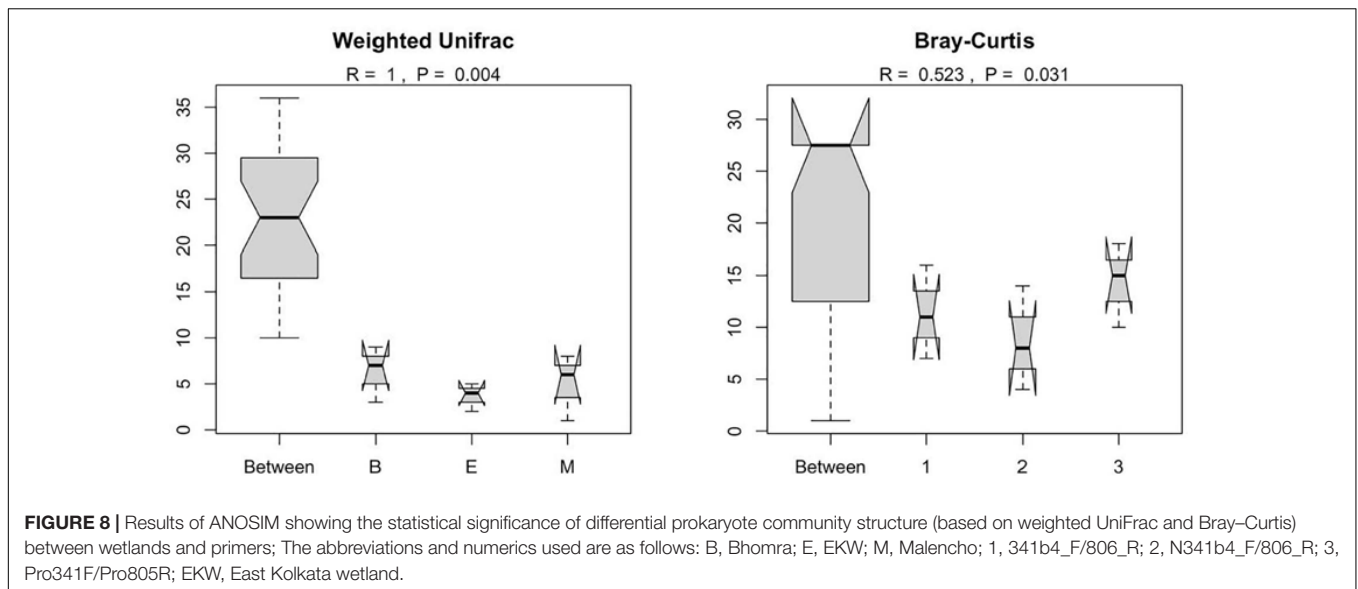 Weighted Unifrac
R = 1 , P = 0.004
35
30
25
20
15
10
5
0
Between B E M
Bray-Curtis
R = 0.523 , P = 0.031
30
25
20
15
10
5
0
Between 1 2 3
FIGURE 8 | Results of ANOSIM showing the statistical significance of differential prokaryote community structure (based on weighted UniFrac and Bray–Curtis)
between wetlands and primers; The abbreviations and numerics used are as follows: B, Bhomra; E, EKW; M, Malencho; 1, 341b4_F/806_R; 2, N341b4_F/806_R; 3,
Pro341F/Pro805R; EKW, East Kolkata wetland.